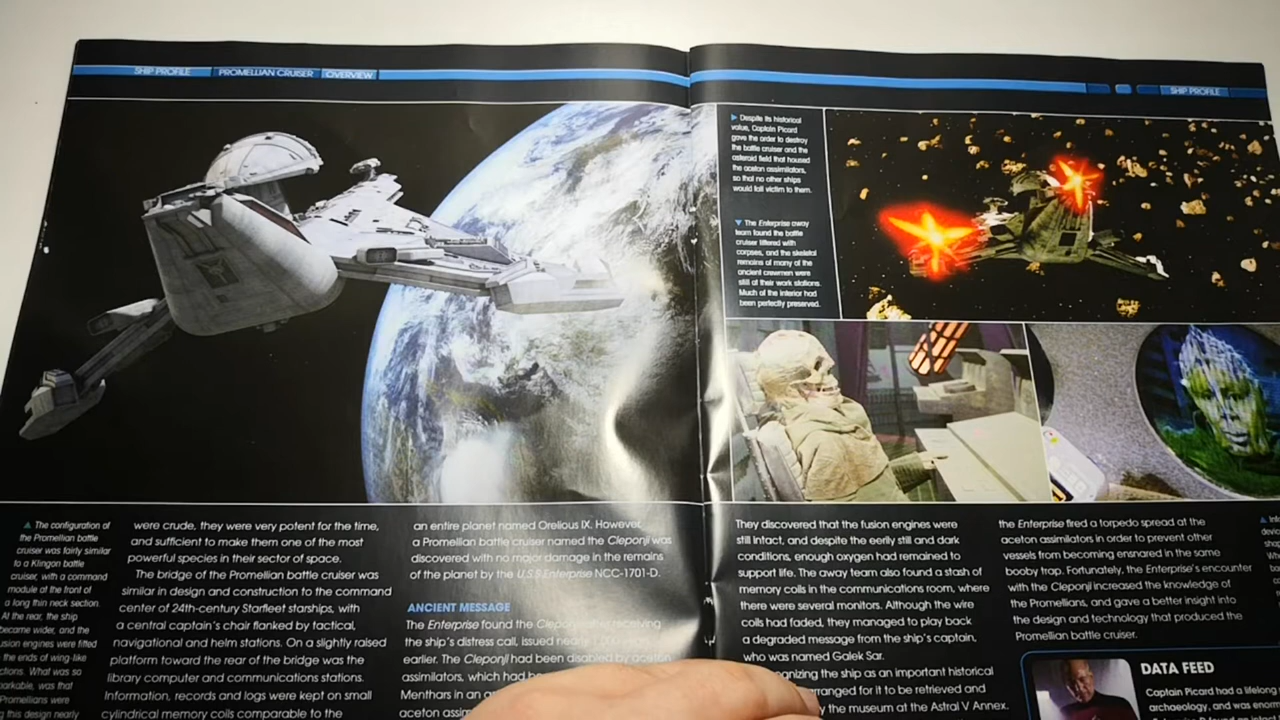 SHIP PROFILE PROMELLIAN CRUISER OVERVIEW
SHIP PROFILE
Despite its historical
value, Captain Picard
gave the order to destroy
the battle cruiser and the
asteroid field that housed
the aceton assimilators,
so that no other ships
would fall victim to them.
The Enterprise away
team found the battle
cruiser littered with
corpses, and the skeletal
remains of many of the
ancient crewmen were
still at their work stations.
Much of the interior had
been perfectly preserved.
The configuration of
the Promellian battle
cruiser was fairly similar
to a Klingon battle
cruiser, with a command
module at the front of
a long thin neck section.
At the rear, the ship
became wider, and the
fusion engines were fitted
the ends of wing-like
What was so
was that
Promellians were
this design nearly
were crude, they were very potent for the time,
and sufficient to make them one of the most
powerful species in their sector of space.
The bridge of the Promellian battle cruiser was
similar in design and construction to the command
center of 24th-century Starfleet starships, with
a central captain's chair flanked by tactical,
navigational and helm stations. On a slightly raised
platform toward the rear of the bridge was the
library computer and communications stations.
Information, records and logs were kept on small
cylindrical memory coils comparable to the
an entire planet named Orelious IX. However,
a Promellian battle cruiser named the Cleponji was
discovered with no major damage in the remains
of the planet by the U.S.S. Enterprise NCC-1701-D.
ANCIENT MESSAGE
The Enterprise found the Cleponji after receiving
the ship's distress call, issued nearly
earlier. The Cleponji had been disabled by aceton
assimilators, which had
Menthars in an
aceton
They discovered that the fusion engines were
still intact, and despite the eerily still and dark
conditions, enough oxygen had remained to
support life. The away team also found a stash of
memory coils in the communications room, where
there were several monitors. Although the wire
coils had faded, they managed to play back
a degraded message from the ship's captain,
who was named Galek Sar.
the ship as an important historical
arranged for it to be retrieved and
the museum at the Astral V Annex.
the Enterprise fired a torpedo spread at the
aceton assimilators in order to prevent other
vessels from becoming ensnared in the same
booby trap. Fortunately, the Enterprise's encounter
with the Cleponji increased the knowledge of
the Promellians, and gave a better insight into
the design and technology that produced the
Promellian battle cruiser.
DATA FEED
Captain Picard had a lifelong
archaeology, and was